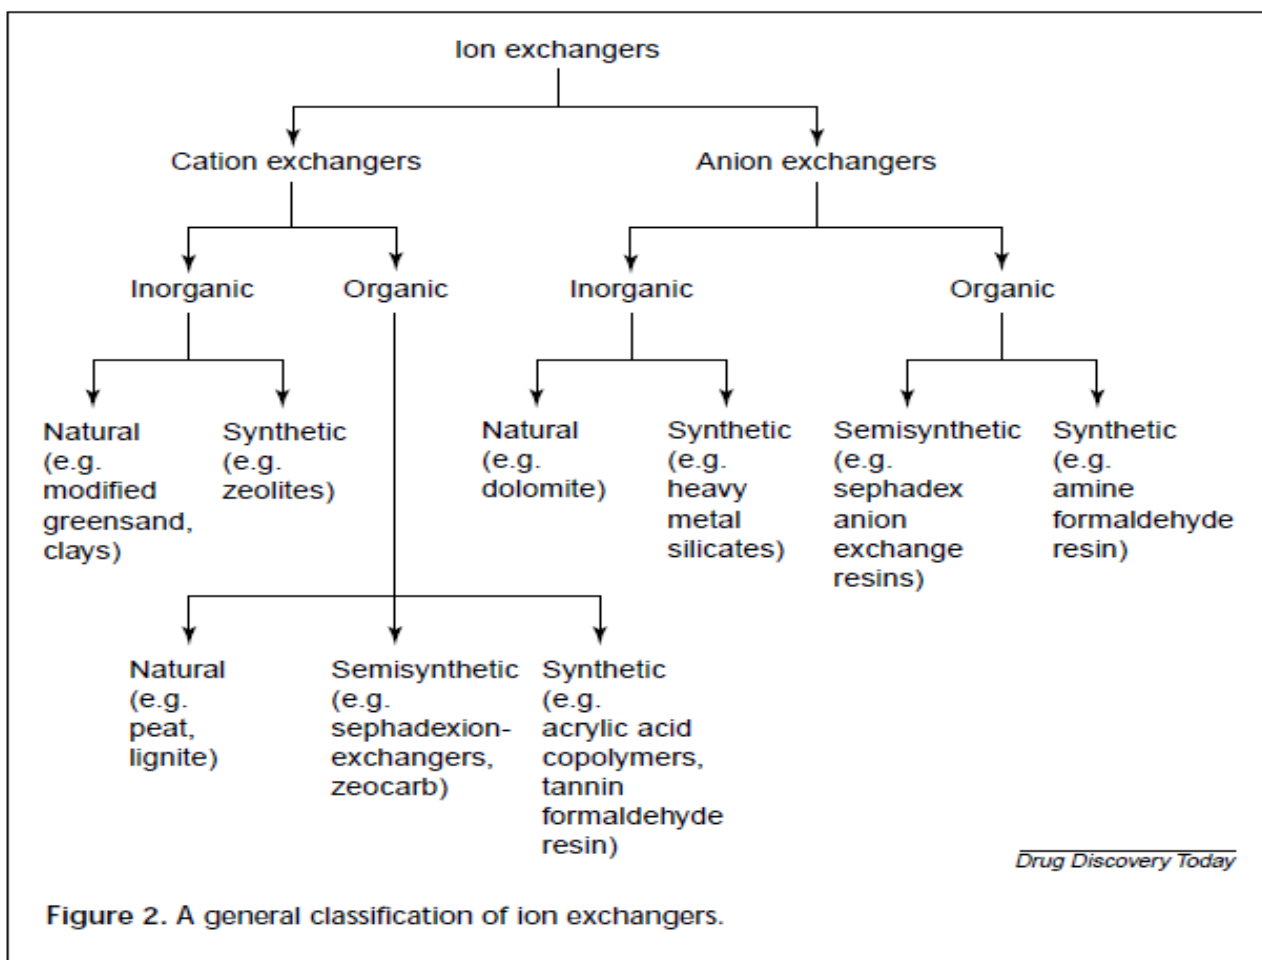 Ion exchangers
Cation exchangers
Anion exchangers
Inorganic
Organic
Inorganic
Organic
Natural
(e.g.
modified
greensand,
clays)
Synthetic
(e.g.
zeolites)
Natural
(e.g.
dolomite)
Synthetic
(e.g.
heavy
metal
silicates)
Semisynthetic
(e.g.
sephadex
anion
exchange
resins)
Synthetic
(e.g.
amine
formaldehyde
resin)
Natural
(e.g.
peat,
lignite)
Semisynthetic
(e.g.
sephadexion-
exchangers,
zeocarb)
Synthetic
(e.g.
acrylic acid
copolymers,
tannin
formaldehyde
resin)
Drug Discovery Today
Figure 2. A general classification of ion exchangers.